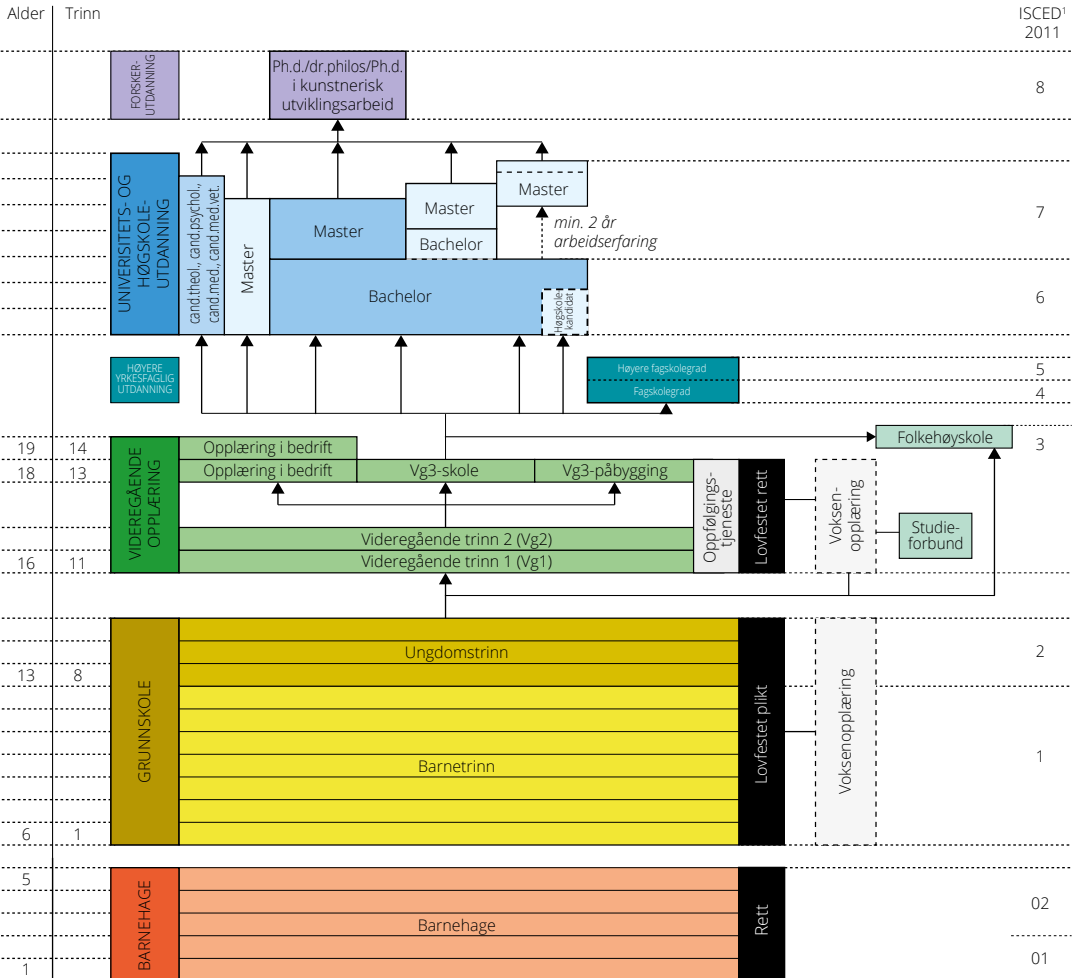 Alder
Trinn
ISCED¹
2011
FORSKER-
UTDANNING
Ph.d./dr.philos/Ph.d.
i kunstnerisk
utviklingsarbeid
8
UNIVERISITETS- OG
HØGSKOLE-
UTDANNING
cand.theol., cand.psychol.,
cand.med., cand.med.vet.
Master
Master
Master
Bachelor
Master
min. 2 år
arbeidserfaring
7
Bachelor
Høgskole-
kandidat
6
HØYERE
YRKESFAGLIG
UTDANNING
Høyere fagskolegrad
5
Fagskolegrad
4
VIDEREGÅENDE
OPPLÆRING
19
14
Opplæring i bedrift
Folkehøyskole
3
18
13
Opplæring i bedrift
Vg3-skole
Vg3-påbygging
Oppfølgings-
tjeneste
Lovfestet rett
Voksen-
opplæring
Studie-
forbund
Videregående trinn 2 (Vg2)
16
11
Videregående trinn 1 (Vg1)
GRUNNSKOLE
Ungdomstrinn
2
13
8
Lovfestet plikt
Voksenopplæring
Barnetrinn
1
6
1
BARNEHAGE
5
Barnehage
Rett
02
1
01